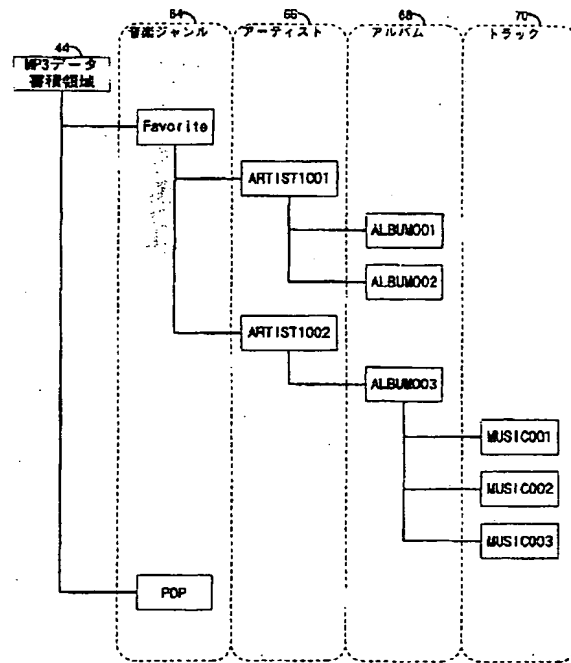 64
66
68
70
音楽ジャンル
アーティスト
アルバム
トラック
44
MP3データ
蓄積領域
Favorite
ARTIST1001
ALBUM001
ALBUM002
ARTIST1002
ALBUM003
MUSIC001
MUSIC002
MUSIC003
POP